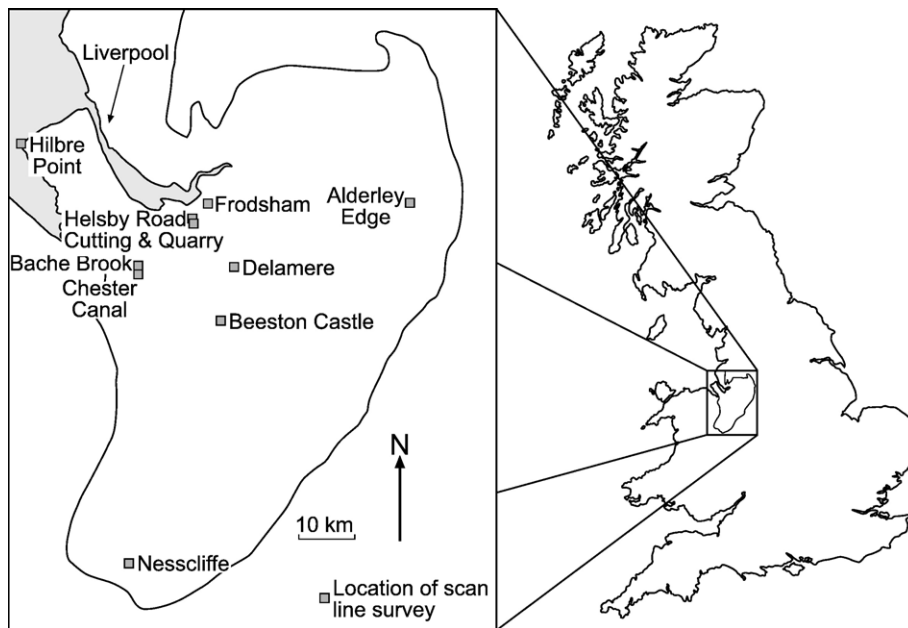 Liverpool
Hilbre
Point
Frodsham
Alderley
Edge
Helsby Road
Cutting & Quarry
Bache Brook
Delamere
Chester
Canal
Beeston Castle
N
10 km
Nesscliffe
Location of scan
line survey